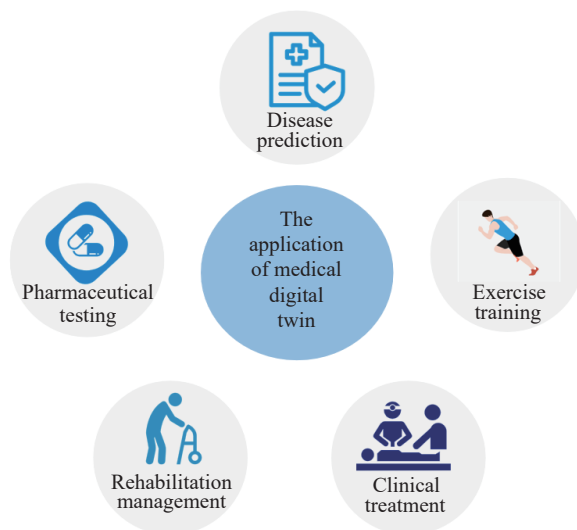 Disease
prediction
The
application
of medical
digital
twin
Pharmaceutical
testing
Exercise
training
Rehabilitation
management
Clinical
treatment